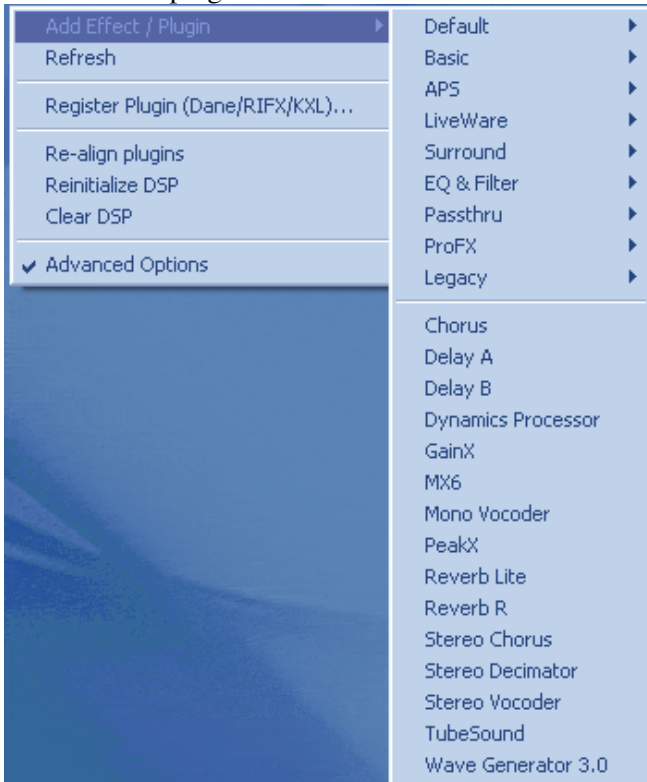 Add Effect / Plugin
Refresh
Register Plugin (Dane/RIFX/KXL)...
Re-align plugins
Reinitialize DSP
Clear DSP
Advanced Options
Default
Basic
APS
LiveWare
Surround
EQ & Filter
Passthru
ProFX
Legacy
Chorus
Delay A
Delay B
Dynamics Processor
GainX
MX6
Mono Vocoder
PeakX
Reverb Lite
Reverb R
Stereo Chorus
Stereo Decimator
Stereo Vocoder
TubeSound
Wave Generator 3.0